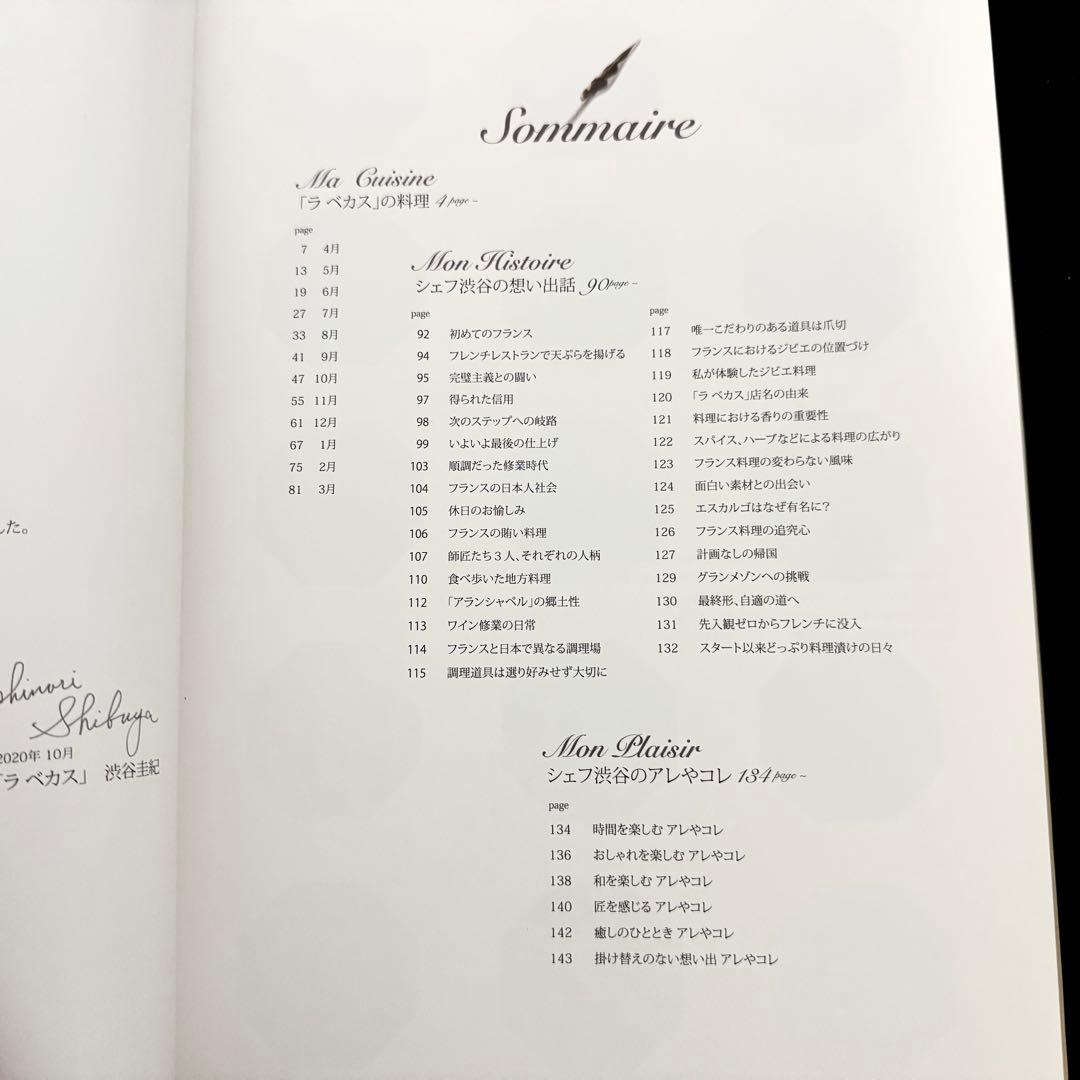 た。
shinori
Shibuya
2020年 10月
「ラ ベカス」 渋谷圭紀
Sommaire
Ma Cuisine
「ラ ベカス」の料理 4page~
page
7 4月
13 5月
19 6月
27 7月
33 8月
41 9月
47 10月
55 11月
61 12月
67 1月
75 2月
81 3月
Mon Histoire
シェフ渋谷の想い出話 90page~
page
92 初めてのフランス
94 フレンチレストランで天ぷらを揚げる
95 完璧主義との闘い
97 得られた信用
98 次のステップへの岐路
99 いよいよ最後の仕上げ
103 順調だった修業時代
104 フランスの日本人社会
105 休日のお愉しみ
106 フランスの賄い料理
107 師匠たち3人、それぞれの人柄
110 食べ歩いた地方料理
112 「アランシャペル」の郷土性
113 ワイン修業の日常
114 フランスと日本で異なる調理場
115 調理道具は選り好みせず大切に
page
117 唯一こだわりのある道具は爪切
118 フランスにおけるジビエの位置づけ
119 私が体験したジビエ料理
120 「ラ ベカス」店名の由来
121 料理における香りの重要性
122 スパイス、ハーブなどによる料理の広がり
123 フランス料理の変わらない風味
124 面白い素材との出会い
125 エスカルゴはなぜ有名に?
126 フランス料理の追究心
127 計画なしの帰国
129 グランメゾンへの挑戦
130 最終形、自適の道へ
131 先入観ゼロからフレンチに没入
132 スタート以来どっぷり料理漬けの日々
Mon Plaisir
シェフ渋谷のアレやコレ 134page~
page
134 時間を楽しむ アレやコレ
136 おしゃれを楽しむ アレやコレ
138 和を楽しむ アレやコレ
140 匠を感じる アレやコレ
142 癒しのひととき アレやコレ
143 掛け替えのない想い出 アレやコレ